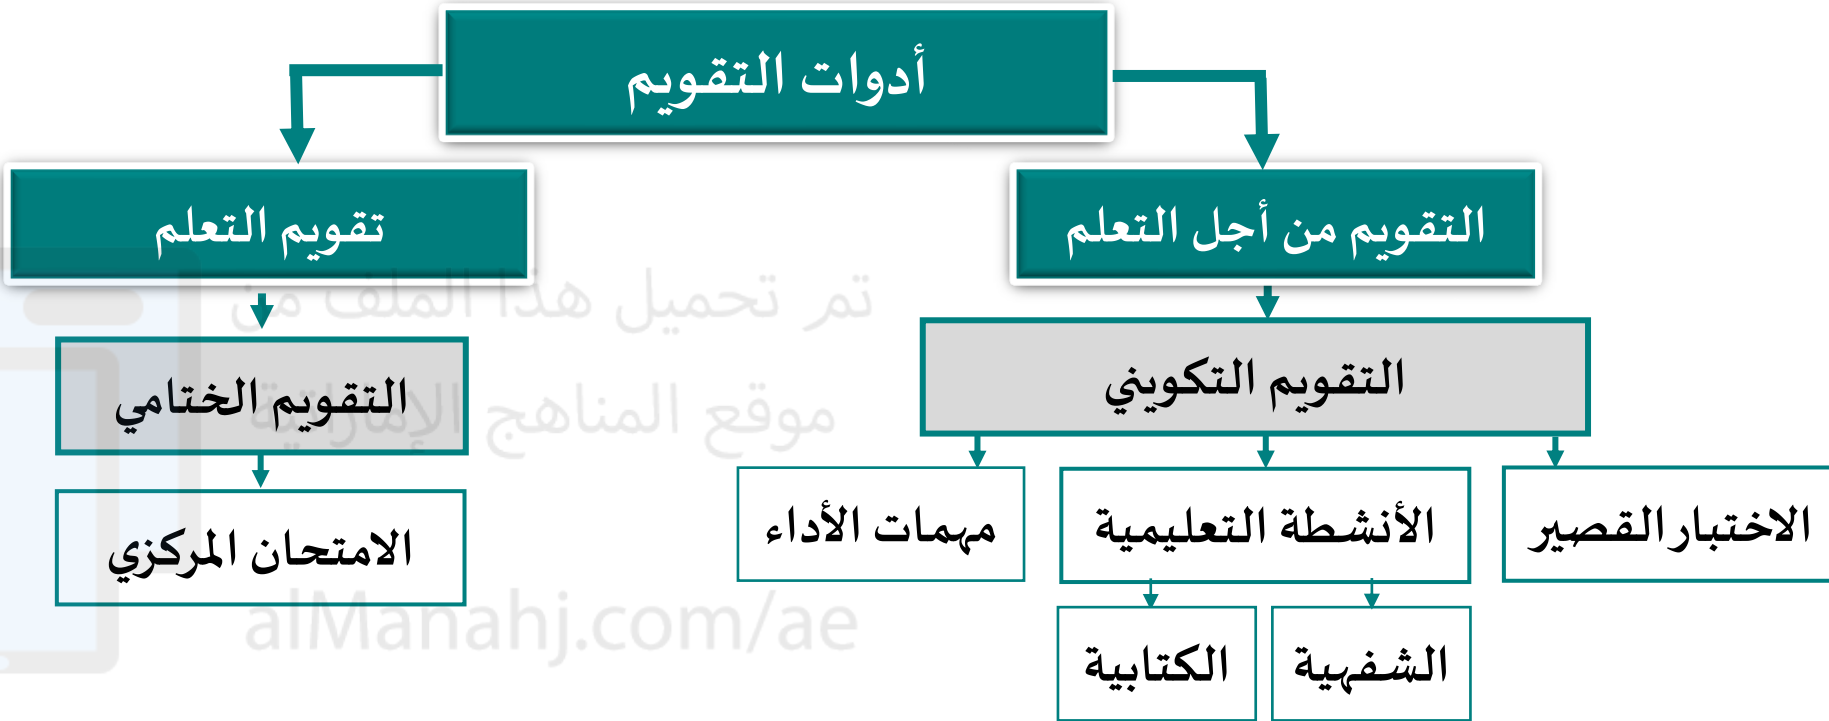 أدوات التقويم
التقويم من أجل التعلم
تقويم التعلم
تم تحميل هذا الملف من
التقويم التكويني
التقويم الختامي
موقع المناهج الإماراتية
الاختبار القصير
الأنشطة التعليمية
مهمات الأداء
الامتحان المركزي
alManahj.com/ae
الشفهية
الكتابية